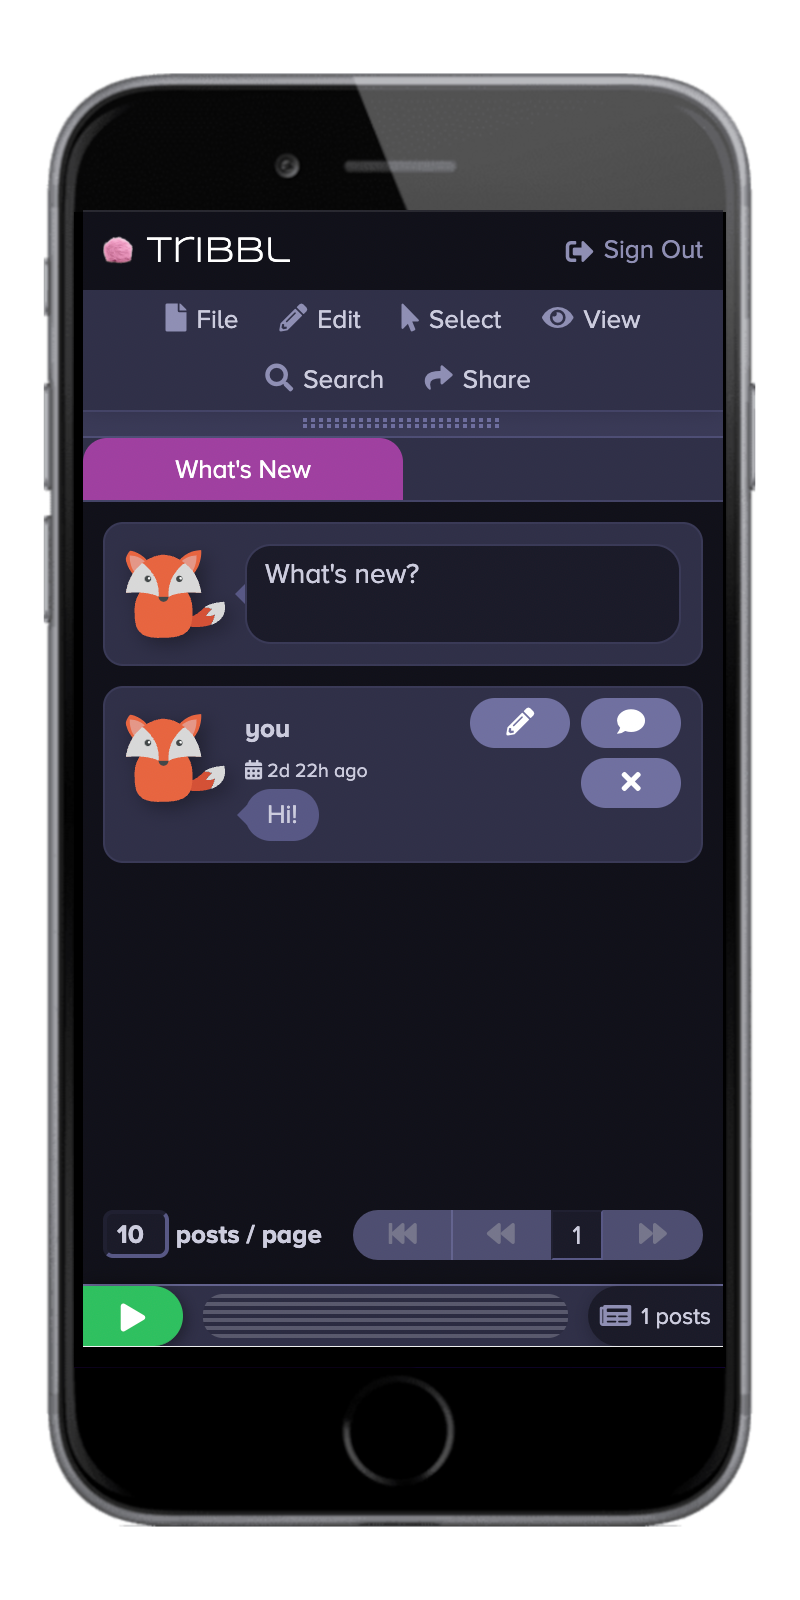 TRIBBL Sign Out
File Edit Select View
Search Share
What's New
What's new?
you
2d 22h ago
Hi!
10 posts / page 1
1 posts